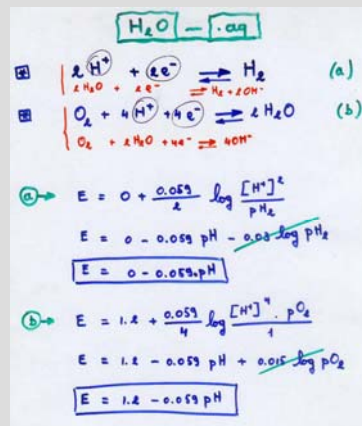 H₂O - .aq
2H⁺ + 2e⁻ ⇌ H₂ (a)
2H₂O + 2e⁻ ⇌ H₂ + 2OH⁻
O₂ + 4H⁺ + 4e⁻ ⇌ 2H₂O (b)
O₂ + 2H₂O + 4e⁻ ⇌ 4OH⁻
a → E = 0 + 0.059/2 log [H⁺]²/pH₂
E = 0 - 0.059 pH - 0.03 log pH₂
E = 0 - 0.059.pH
b → E = 1.2 + 0.059/4 log [H⁺]⁴ . pO₂/1
E = 1.2 - 0.059 pH + 0.015 log pO₂
E = 1.2 - 0.059 pH